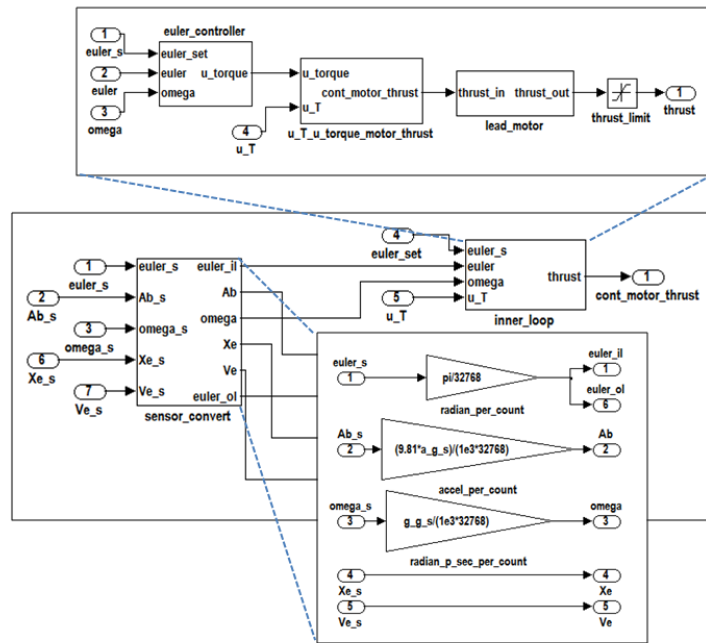 euler_controller
1
euler_s
euler_set
2
euler
euler
u_torque
3
omega
omega
u_torque
cont_motor_thrust
4
u_T
u_T
u_T_u_torque_motor_thrust
thrust_in
thrust_out
lead_motor
thrust_limit
1
thrust
1
euler_s
2
Ab_s
3
omega_s
6
Xe_s
7
Ve_s
euler_s
euler_il
Ab_s
Ab
omega_s
omega
Xe_s
Xe
Ve_s
Ve
euler_ol
sensor_convert
4
euler_set
5
u_T
euler_s
euler
omega
u_T
thrust
inner_loop
1
cont_motor_thrust
euler_s
1
pi/32768
radian_per_count
euler_il
1
euler_ol
6
Ab_s
2
(9.81*a_g_s)/(1e3*32768)
accel_per_count
Ab
2
omega_s
3
g_g_s/(1e3*32768)
radian_p_sec_per_count
omega
3
4
Xe_s
4
Xe
5
Ve_s
5
Ve